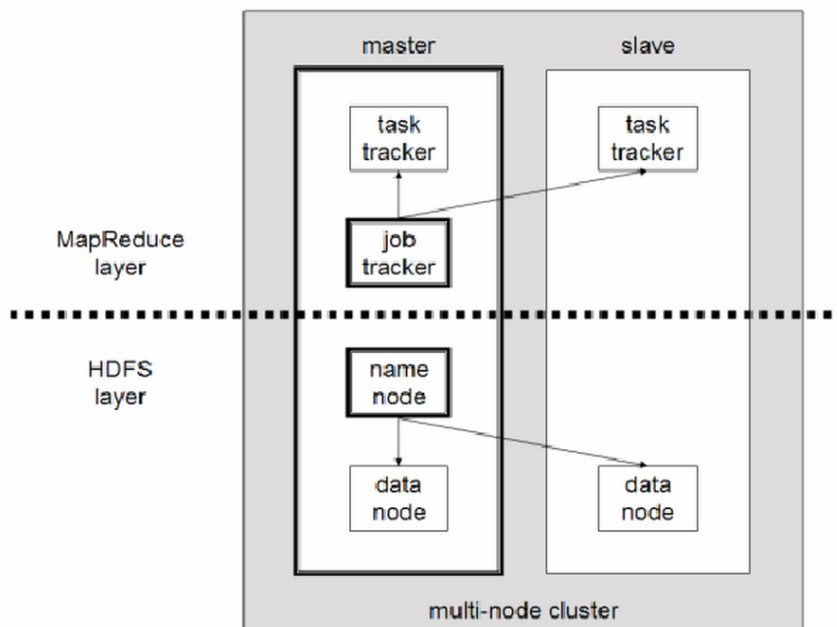 master
slave
task
tracker
task
tracker
MapReduce
layer
job
tracker
HDFS
layer
name
node
data
node
data
node
multi-node cluster